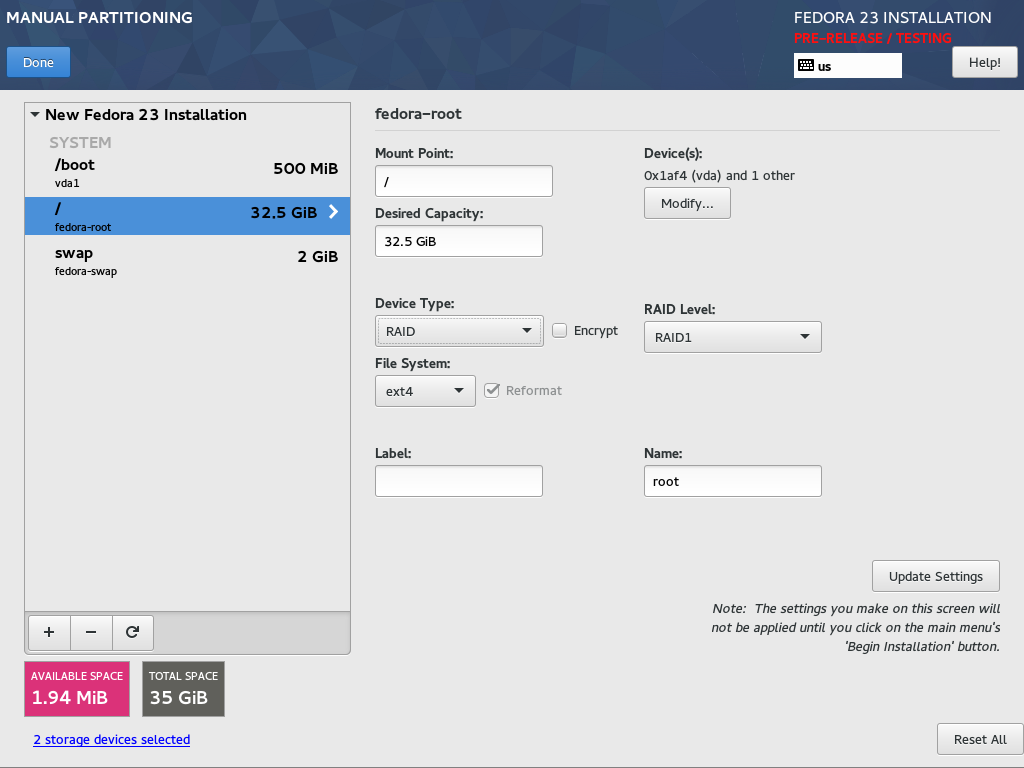 MANUAL PARTITIONING
FEDORA 23 INSTALLATION
PRE-RELEASE / TESTING
Done
us
Help!
New Fedora 23 Installation
SYSTEM
/boot
500 MiB
vda1
/
32.5 GiB
fedora-root
swap
2 GiB
fedora-swap
+
-
AVAILABLE SPACE
1.94 MiB
TOTAL SPACE
35 GiB
2 storage devices selected
fedora-root
Mount Point:
/
Desired Capacity:
32.5 GiB
Device(s):
0x1af4 (vda) and 1 other
Modify...
Device Type:
RAID
Encrypt
RAID Level:
RAID1
File System:
ext4
Reformat
Label:
Name:
root
Update Settings
Note:  The settings you make on this screen will
not be applied until you click on the main menu's
'Begin Installation' button.
Reset All